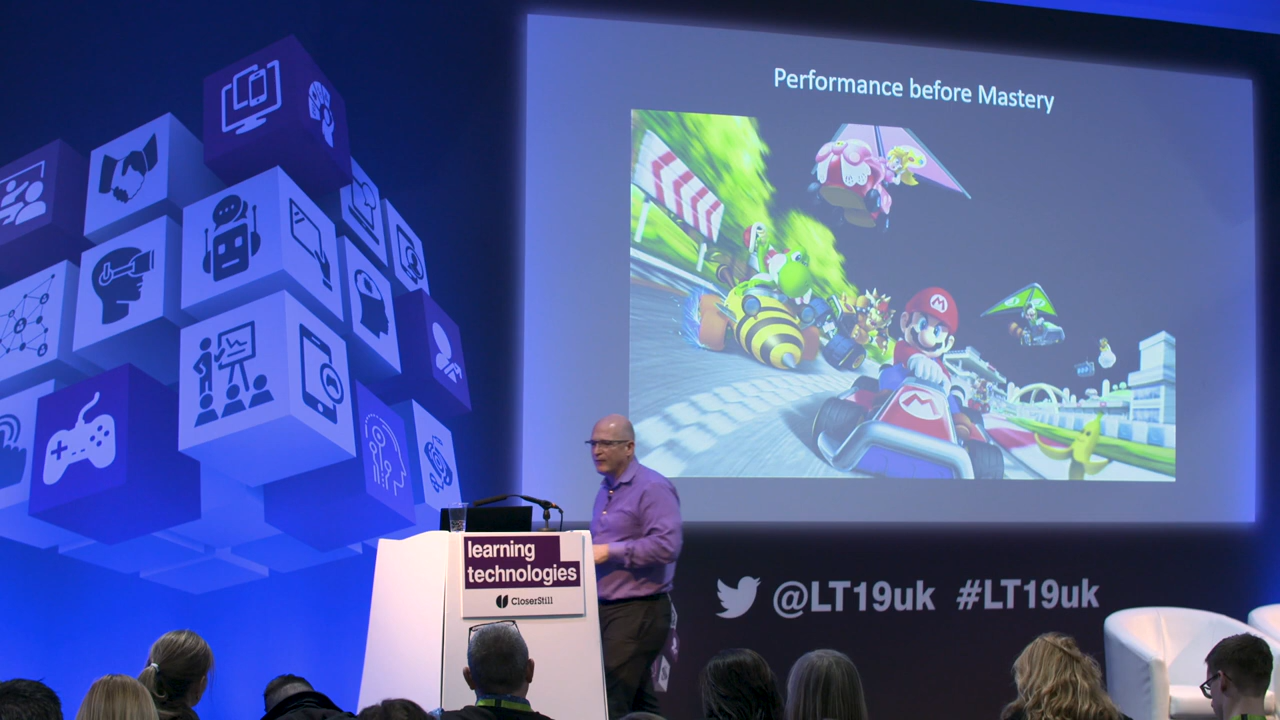 Performance before Mastery
M
M
learning
technologies
CloserStill
@LT19uk #LT19uk